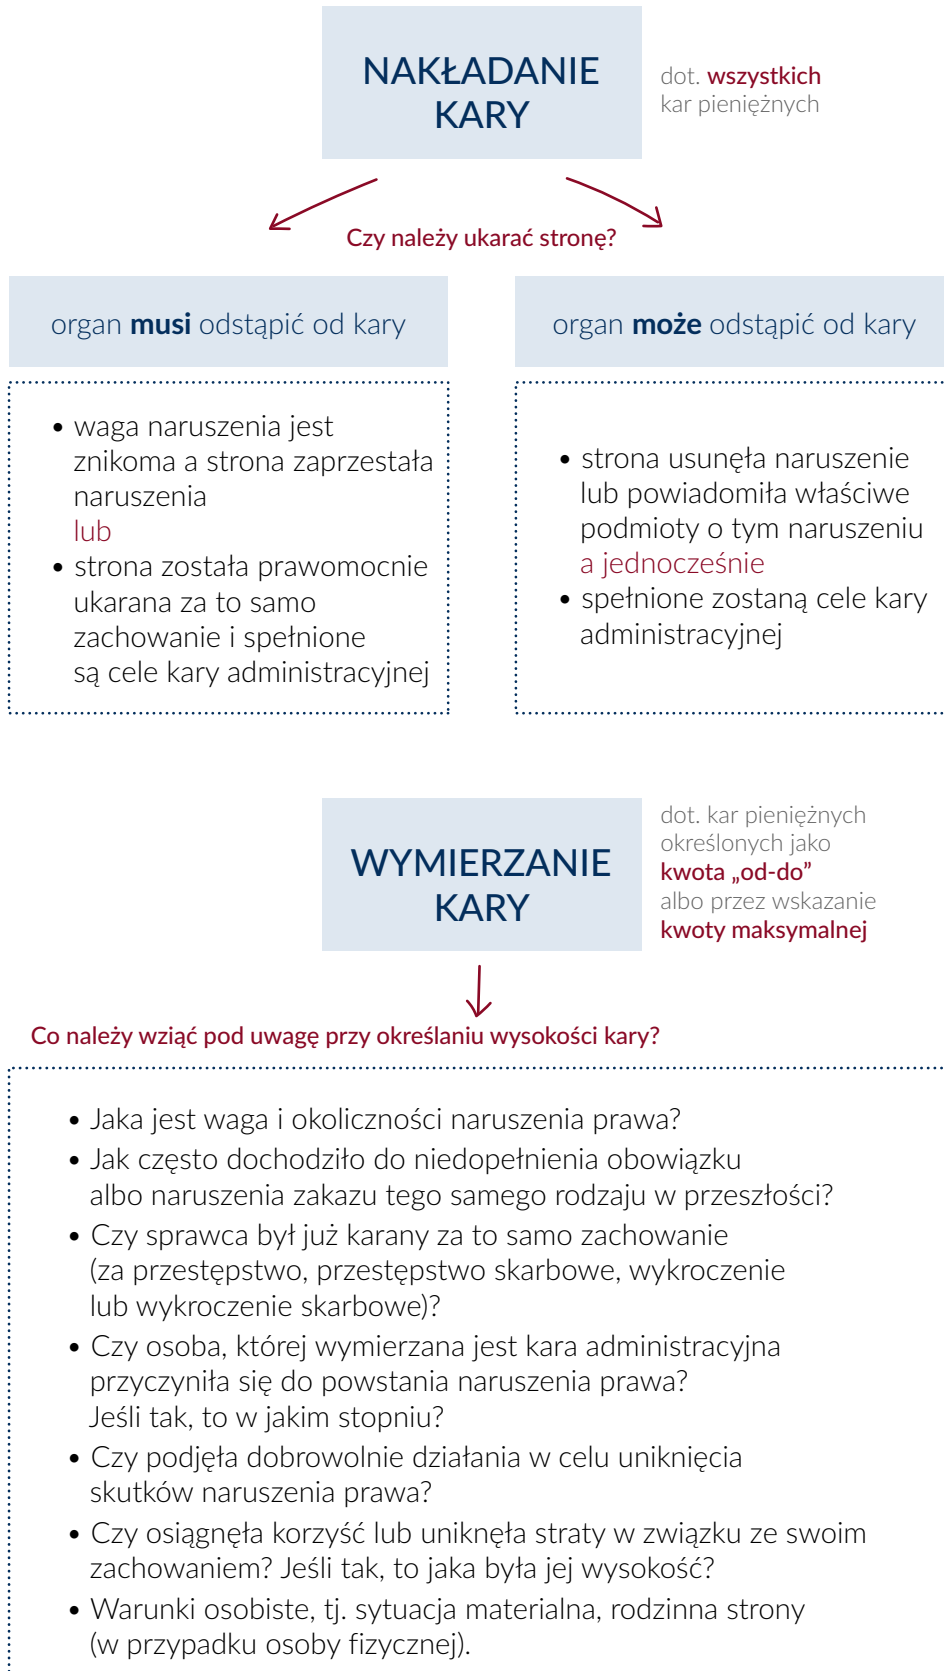 NAKŁADANIE
KARY
dot. wszystkich
kar pieniężnych
Czy należy ukarać stronę?
organ musi odstąpić od kary
• waga naruszenia jest
znikoma a strona zaprzestała
naruszenia
lub
• strona została prawomocnie
ukarana za to samo
zachowanie i spełnione
są cele kary administracyjnej
organ może odstąpić od kary
• strona usunęła naruszenie
lub powiadomiła właściwe
podmioty o tym naruszeniu
a jednocześnie
• spełnione zostaną cele kary
administracyjnej
WYMIERZANIE
KARY
dot. kar pieniężnych
określonych jako
kwota „od-do”
albo przez wskazanie
kwoty maksymalnej
Co należy wziąć pod uwagę przy określaniu wysokości kary?
• Jaka jest waga i okoliczności naruszenia prawa?
• Jak często dochodziło do niedopełnienia obowiązku
albo naruszenia zakazu tego samego rodzaju w przeszłości?
• Czy sprawca był już karany za to samo zachowanie
(za przestępstwo, przestępstwo skarbowe, wykroczenie
lub wykroczenie skarbowe)?
• Czy osoba, której wymierzana jest kara administracyjna
przyczyniła się do powstania naruszenia prawa?
Jeśli tak, to w jakim stopniu?
• Czy podjęła dobrowolnie działania w celu uniknięcia
skutków naruszenia prawa?
• Czy osiągnęła korzyść lub uniknęła straty w związku ze swoim
zachowaniem? Jeśli tak, to jaka była jej wysokość?
• Warunki osobiste, tj. sytuacja materialna, rodzinna strony
(w przypadku osoby fizycznej).